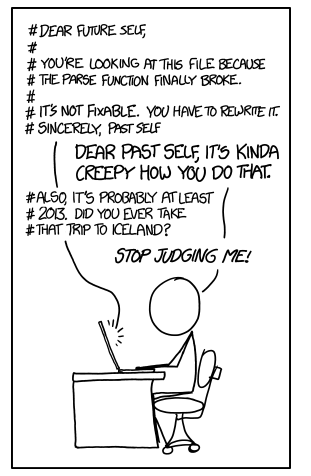 # DEAR FUTURE SELF,
#
# YOU'RE LOOKING AT THIS FILE BECAUSE
# THE PARSE FUNCTION FINALLY BROKE.
#
# IT'S NOT FIXABLE. YOU HAVE TO REWRITE IT.
# SINCERELY, PAST SELF
DEAR PAST SELF, IT'S KINDA
CREEPY HOW YOU DO THAT.
# ALSO, IT'S PROBABLY AT LEAST
# 2013. DID YOU EVER TAKE
# THAT TRIP TO ICELAND?
STOP JUDGING ME!